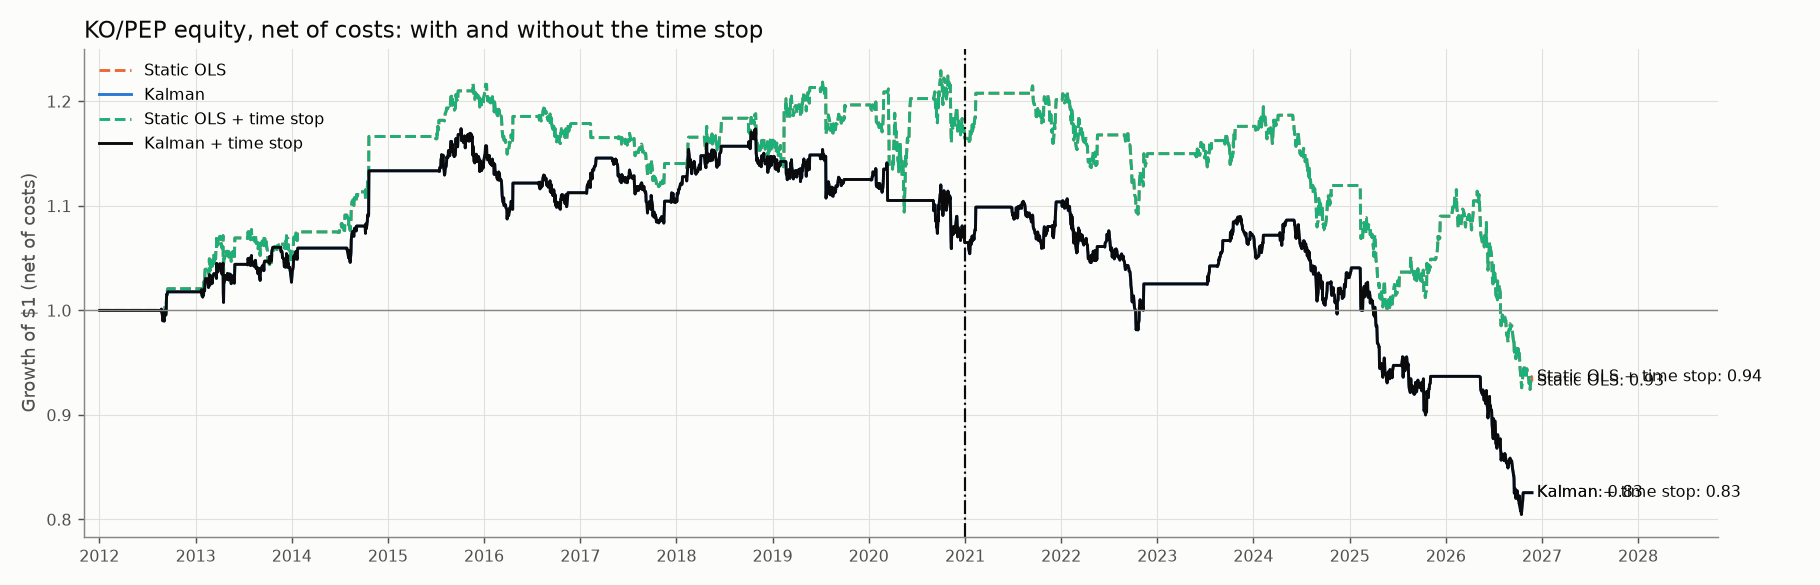 KO/PEP equity, net of costs: with and without the time stop
Static OLS
Kalman
Static OLS + time stop
Kalman + time stop
Growth of $1 (net of costs)
1.2
1.1
1.0
0.9
0.8
Static OLS + time stop: 0.94
Static OLS: 0.93
Kalman: 0.83
Kalman + time stop: 0.83
2012 2013 2014 2015 2016 2017 2018 2019 2020 2021 2022 2023 2024 2025 2026 2027 2028